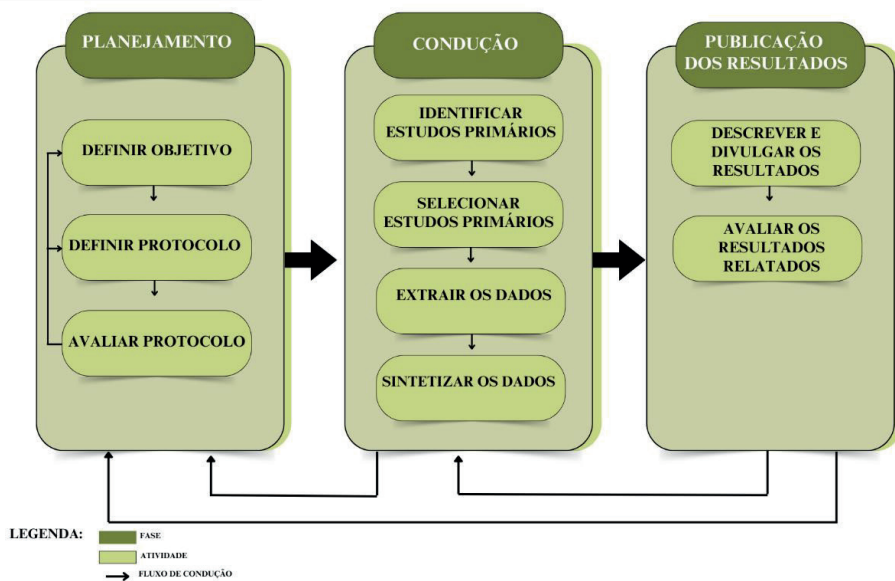 PLANEJAMENTO
DEFINIR OBJETIVO
DEFINIR PROTOCOLO
AVALIAR PROTOCOLO
CONDUÇÃO
IDENTIFICAR
ESTUDOS PRIMÁRIOS
SELECIONAR
ESTUDOS PRIMÁRIOS
EXTRAIR OS DADOS
SINTETIZAR OS DADOS
PUBLICAÇÃO
DOS RESULTADOS
DESCREVER E
DIVULGAR OS
RESULTADOS
AVALIAR OS
RESULTADOS
RELATADOS
LEGENDA:
FASE
ATIVIDADE
FLUXO DE CONDUÇÃO